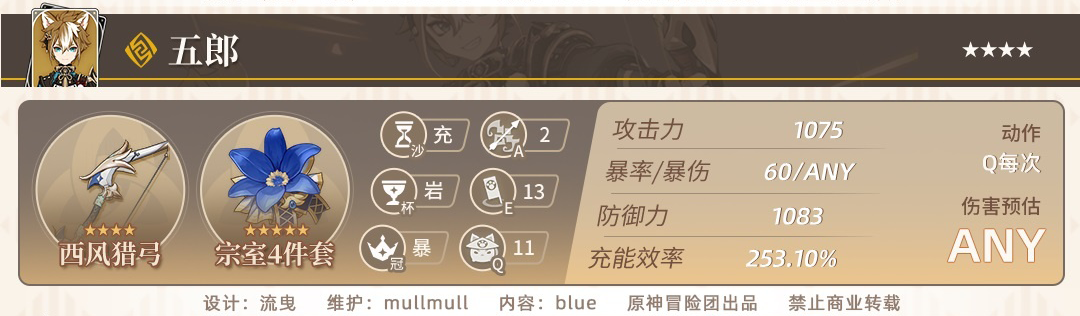 五郎 ★★★★
沙 充 A 2
攻击力 1075
动作
Q每次
杯 岩 E 13
暴率/暴伤 60/ANY
防御力 1083
伤害预估
ANY
★★★★
西风猎弓
★★★★★
宗室4件套
冠 暴 Q 11
充能效率 253.10%
设计：流曳 维护：mullmull 内容：blue 原神冒险团出品 禁止商业转载